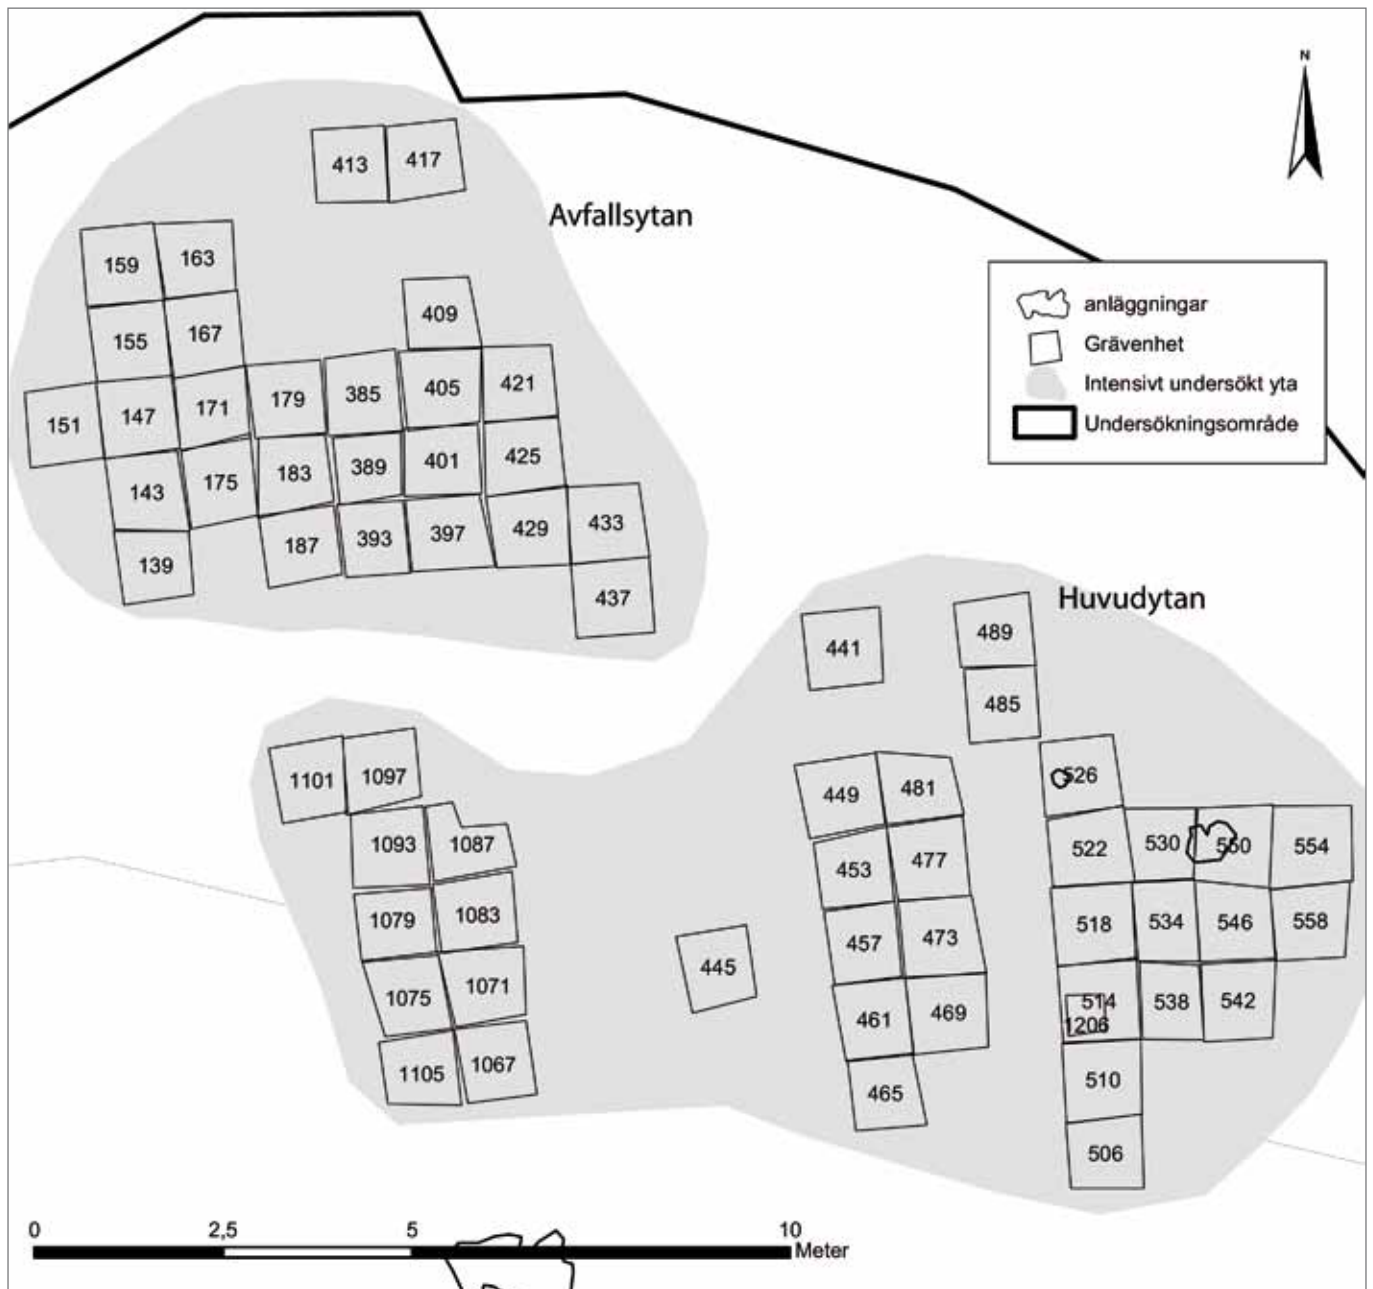 N
413 417
Avfallsytan
159 163
anläggningar
409
155 167
Grävenhet
179 385 405 421
Intensivt undersökt yta
151 147 171
Undersökningsområde
143 175 183 389 401 425
139 187 393 397 429 433
437
Huvudytan
441 489
485
1101 1097
449 481 526
1093 1087
453 477 522 530 550 554
1079 1083
457 473 518 534 546 558
445
1075 1071
461 469 514 538 542
1206
1105 1067
465 510
506
0 2,5 5 10
Meter